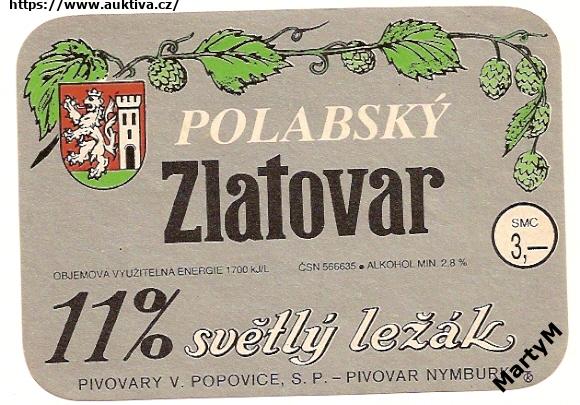 https://www.auktiva.cz/
POLABSKÝ
Zlatovar
SMC
3,—
OBJEMOVÁ VYUŽITELNÁ ENERGIE 1700 kJ/L ČSN 566635 ● ALKOHOL MIN. 2,8 %
11% světlý ležák
PIVOVARY V. POPOVICE, S. P. – PIVOVAR NYMBURK
MartyM